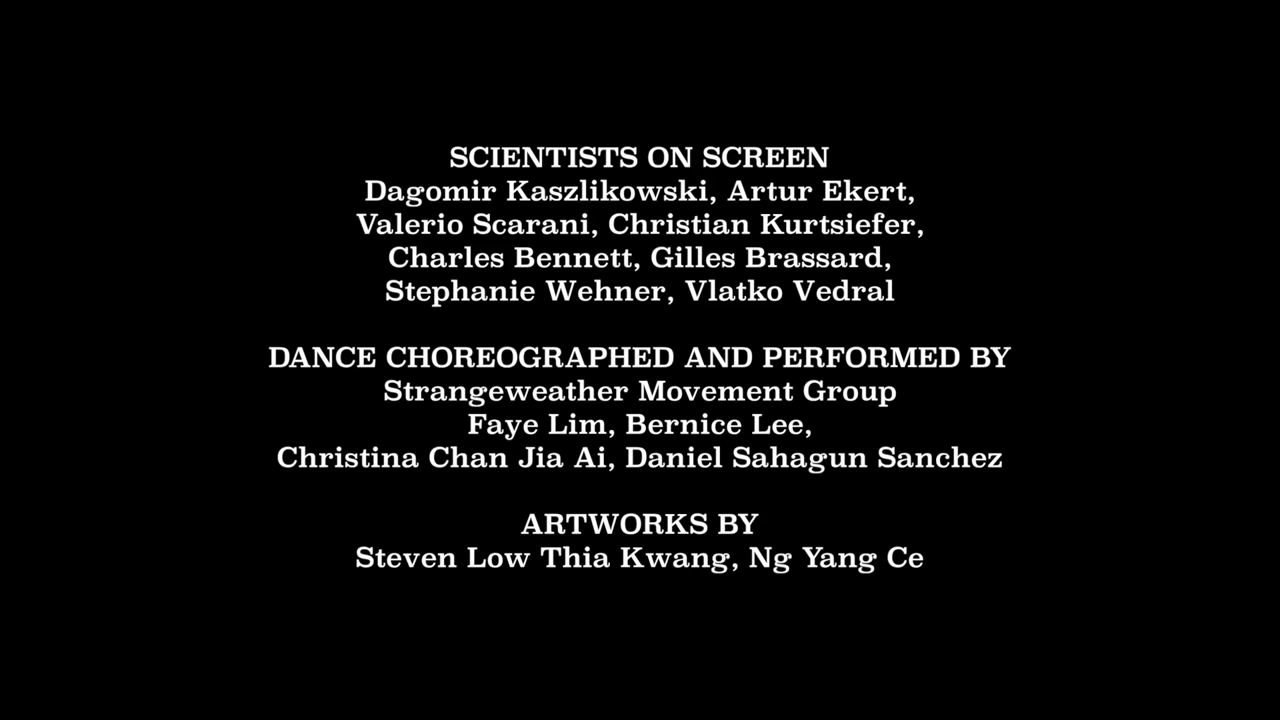 SCIENTISTS ON SCREEN
Dagomir Kaszlikowski, Artur Ekert,
Valerio Scarani, Christian Kurtsiefer,
Charles Bennett, Gilles Brassard,
Stephanie Wehner, Vlatko Vedral
DANCE CHOREOGRAPHED AND PERFORMED BY
Strangeweather Movement Group
Faye Lim, Bernice Lee,
Christina Chan Jia Ai, Daniel Sahagun Sanchez
ARTWORKS BY
Steven Low Thia Kwang, Ng Yang Ce